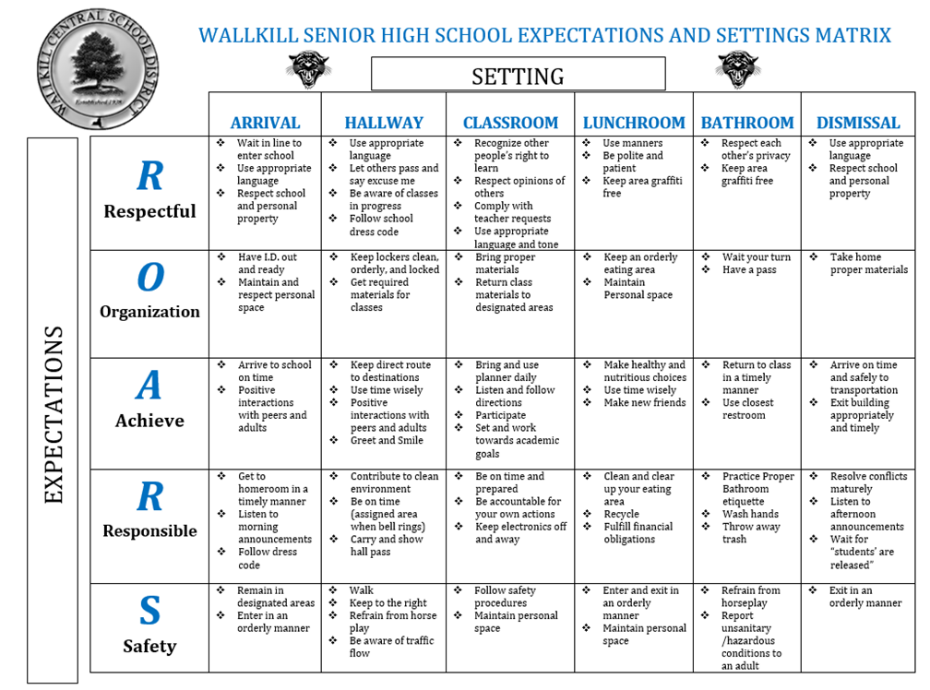 WALLKILL CENTRAL SCHOOL DISTRICT
WALLKILL SENIOR HIGH SCHOOL EXPECTATIONS AND SETTINGS MATRIX
SETTING
ARRIVAL
HALLWAY
CLASSROOM
LUNCHROOM
BATHROOM
DISMISSAL
EXPECTATIONS
R
Respectful
❖ Wait in line to
enter school
❖ Use appropriate
language
❖ Respect school
and personal
property
❖ Use appropriate
language
❖ Let others pass and
say excuse me
❖ Be aware of classes
in progress
❖ Follow school
dress code
❖ Recognize other
people's right to
learn
❖ Respect opinions of
others
❖ Comply with
teacher requests
❖ Use appropriate
language and tone
❖ Use manners
❖ Be polite and
patient
❖ Keep area graffiti
free
❖ Respect each
other's privacy
❖ Keep area
graffiti free
❖ Use appropriate
language
❖ Respect school
and personal
property
O
Organization
❖ Have I.D. out
and ready
❖ Maintain and
respect personal
space
❖ Keep lockers clean,
orderly, and locked
❖ Get required
materials for
classes
❖ Bring proper
materials
❖ Return class
materials to
designated areas
❖ Keep an orderly
eating area
❖ Maintain
Personal space
❖ Wait your turn
❖ Have a pass
❖ Take home
proper materials
A
Achieve
❖ Arrive to school
on time
❖ Positive
interactions
with peers and
adults
❖ Keep direct route
to destinations
❖ Use time wisely
❖ Positive
interactions with
peers and adults
❖ Greet and Smile
❖ Bring and use
planner daily
❖ Listen and follow
directions
❖ Participate
❖ Set and work
towards academic
goals
❖ Make healthy and
nutritious choices
❖ Use time wisely
❖ Make new friends
❖ Return to class
in a timely
manner
❖ Use closest
restroom
❖ Arrive on time
and safely to
transportation
❖ Exit building
appropriately
and timely
R
Responsible
❖ Get to
homeroom in a
timely manner
❖ Listen to
morning
announcements
❖ Follow dress
code
❖ Contribute to clean
environment
❖ Be on time
(assigned area
when bell rings)
❖ Carry and show
hall pass
❖ Be on time and
prepared
❖ Be accountable for
your own actions
❖ Keep electronics off
and away
❖ Clean and clear
up your eating
area
❖ Recycle
❖ Fulfill financial
obligations
❖ Practice Proper
Bathroom
etiquette
❖ Wash hands
❖ Throw away
trash
❖ Resolve conflicts
maturely
❖ Listen to
afternoon
announcements
❖ Wait for
"students' are
released"
S
Safety
❖ Remain in
designated areas
❖ Enter in an
orderly manner
❖ Walk
❖ Keep to the right
❖ Refrain from horse
play
❖ Be aware of traffic
flow
❖ Follow safety
procedures
❖ Maintain personal
space
❖ Enter and exit in
an orderly
manner
❖ Maintain personal
space
❖ Refrain from
horseplay
❖ Report
unsanitary
/hazardous
conditions to
an adult
❖ Exit in an
orderly manner